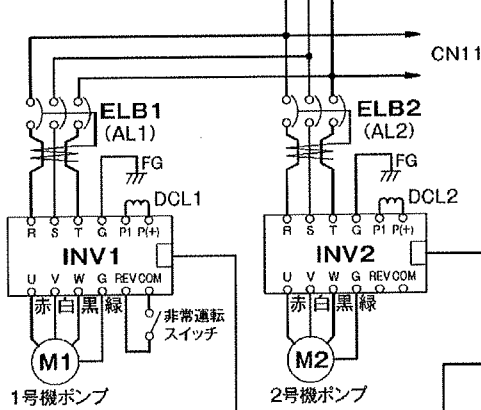 CN11
ELB1
(AL1)
ELB2
(AL2)
FG
FG
DCL1
DCL2
R S T G P1 P(+)
R S T G P1 P(+)
INV1
INV2
U V W G REV COM
U V W G REV COM
赤 白 黒 緑
赤 白 黒 緑
非常運転
スイッチ
M1
M2
1号機ポンプ
2号機ポンプ